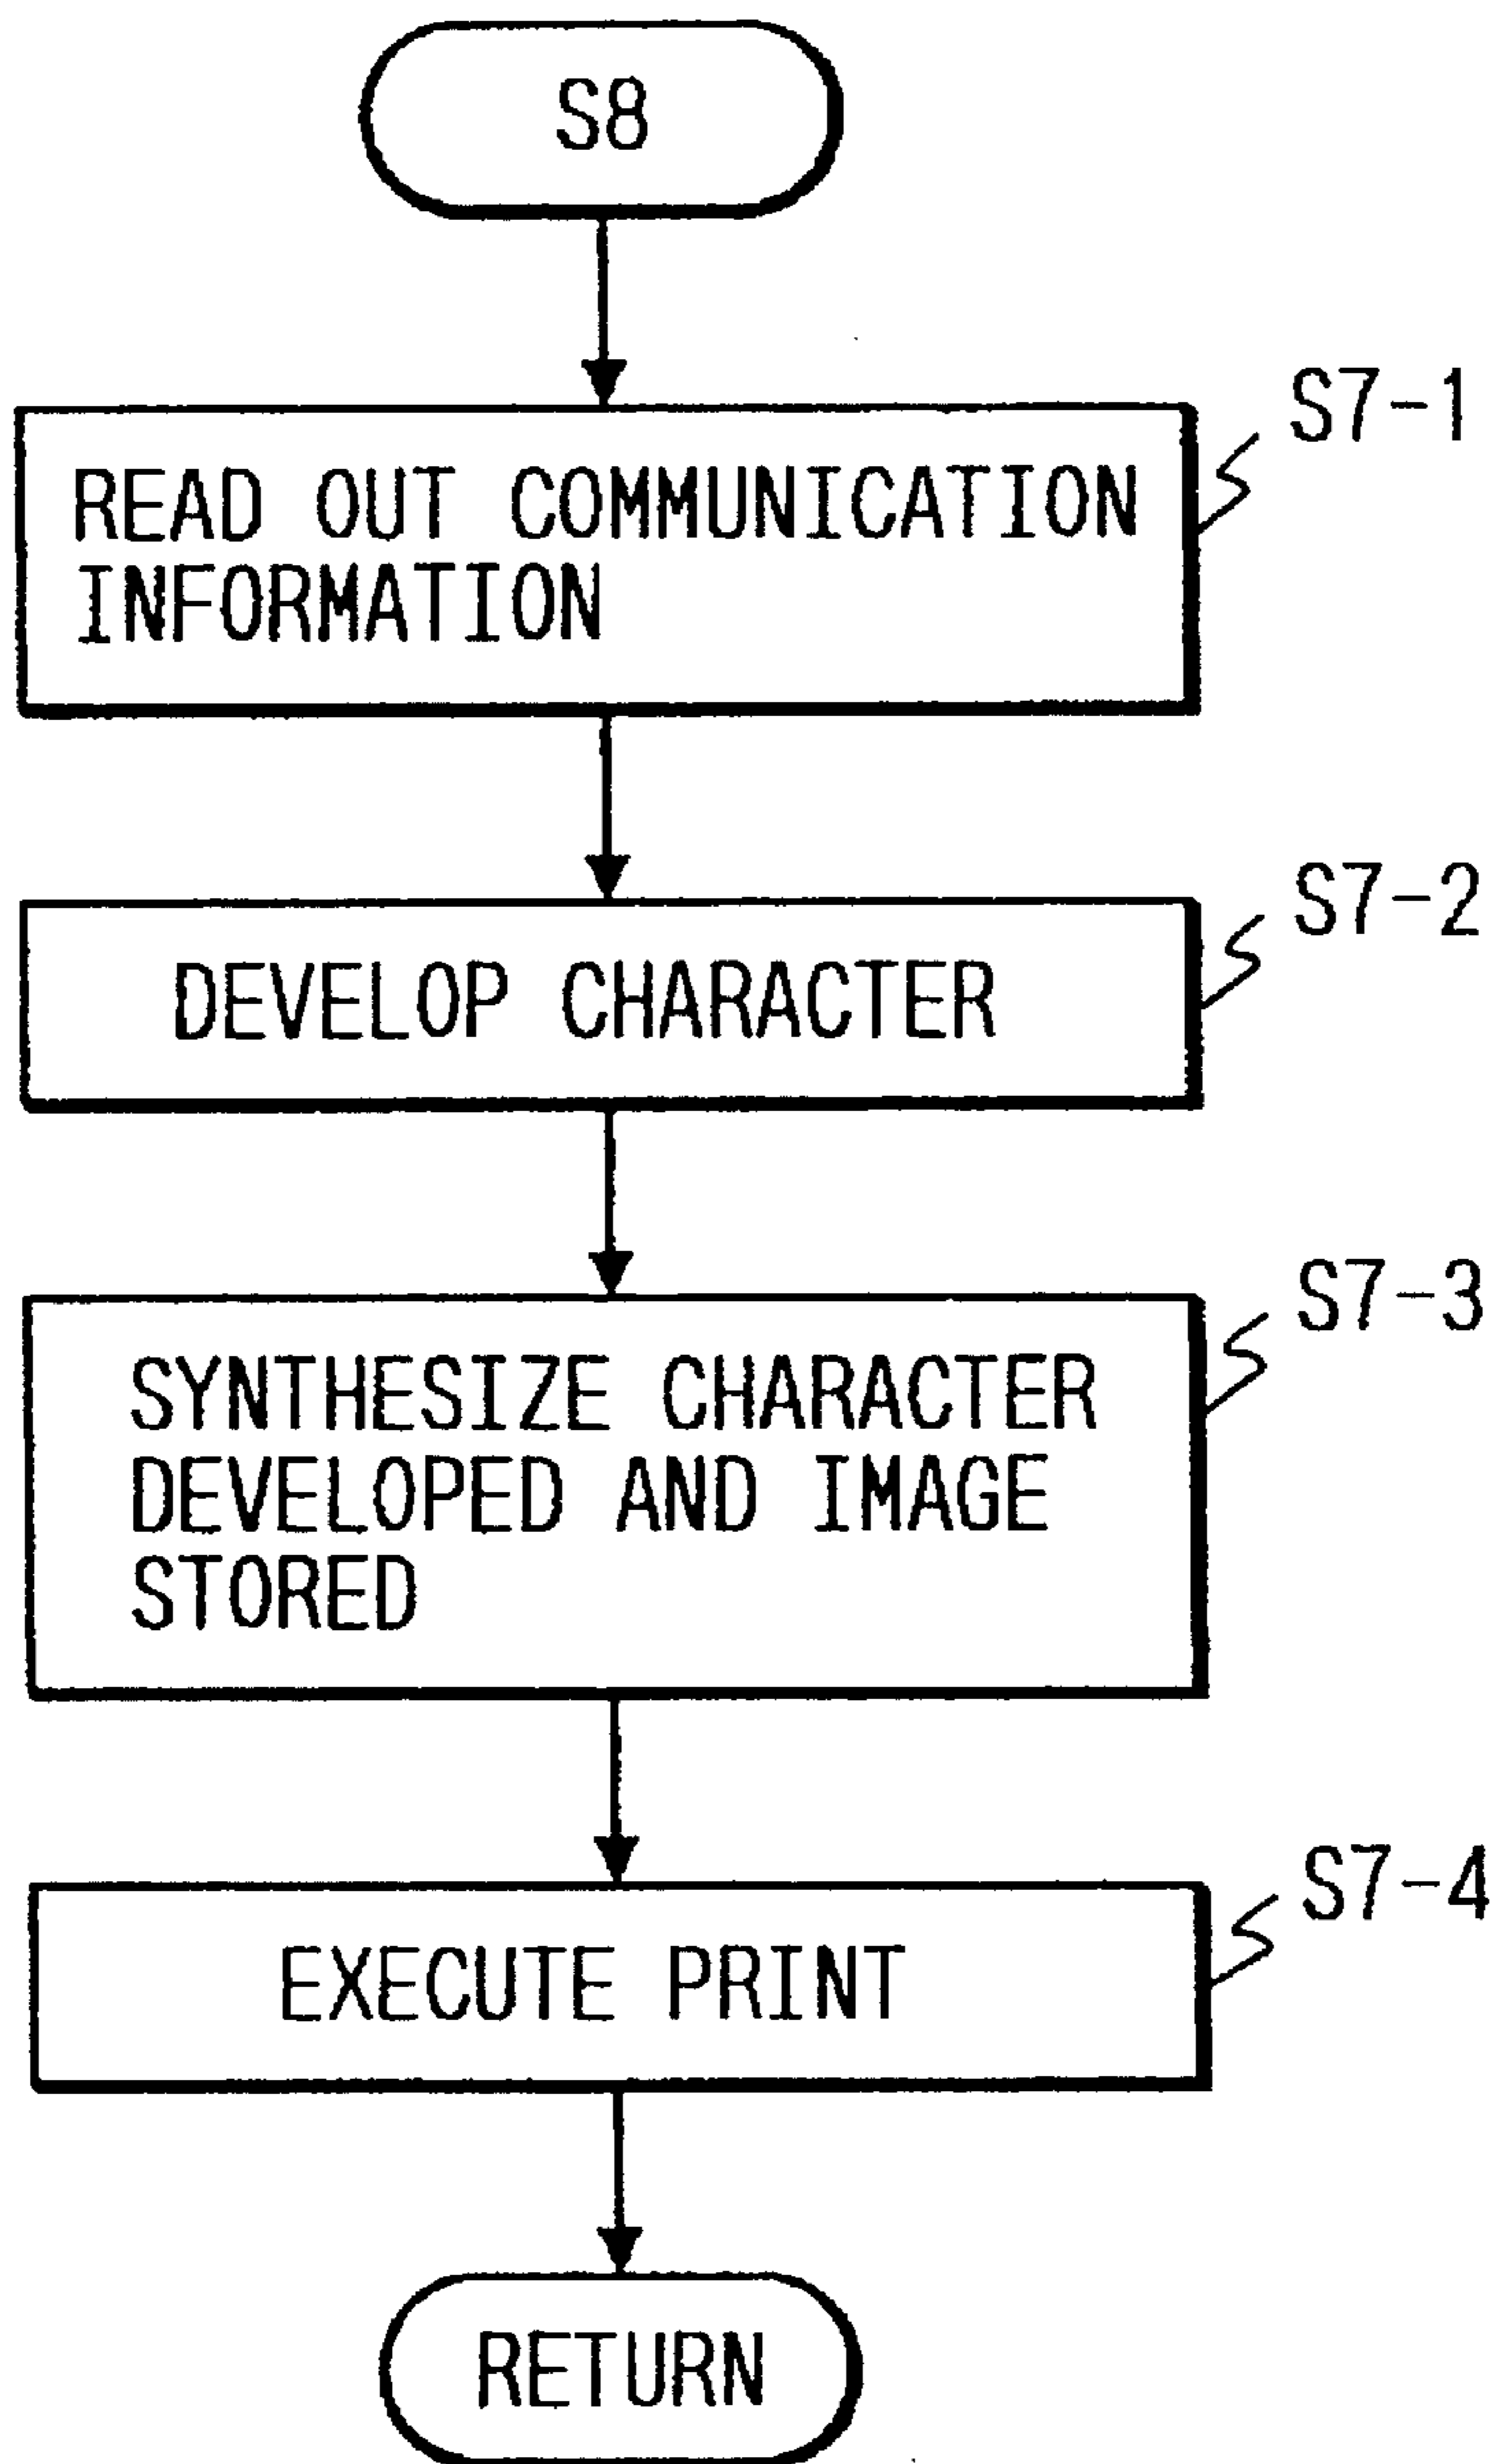 S8
S7-1
READ OUT COMMUNICATION
INFORMATION
S7-2
DEVELOP CHARACTER
S7-3
SYNTHESIZE CHARACTER
DEVELOPED AND IMAGE
STORED
S7-4
EXECUTE PRINT
RETURN